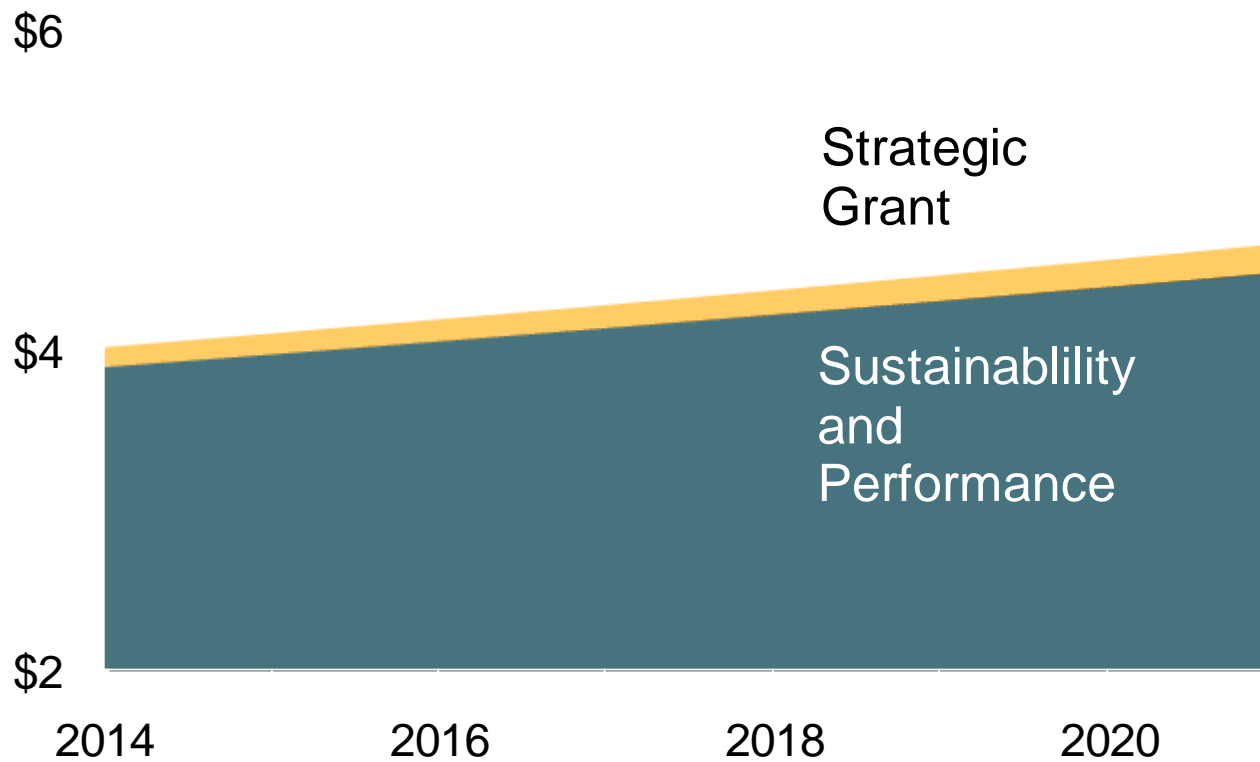 $6
Strategic
Grant
$4
Sustainablility
and
Performance
$2
2014 2016 2018 2020